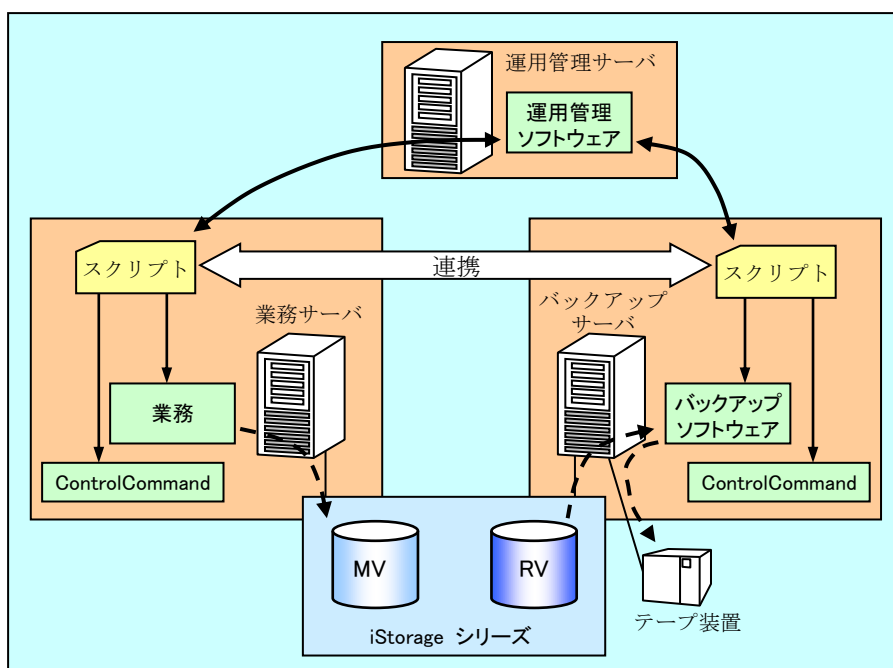 運用管理サーバ
運用管理
ソフトウェア
スクリプト
連携
スクリプト
業務サーバ
バックアップ
サーバ
業務
バックアップ
ソフトウェア
ControlCommand
ControlCommand
MV
RV
iStorage シリーズ
テープ装置